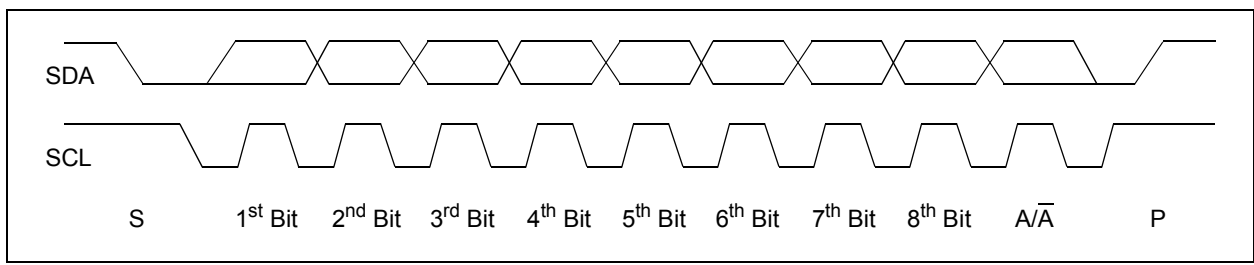 SDA
SCL
S 1st Bit 2nd Bit 3rd Bit 4th Bit 5th Bit 6th Bit 7th Bit 8th Bit A/A̅ P